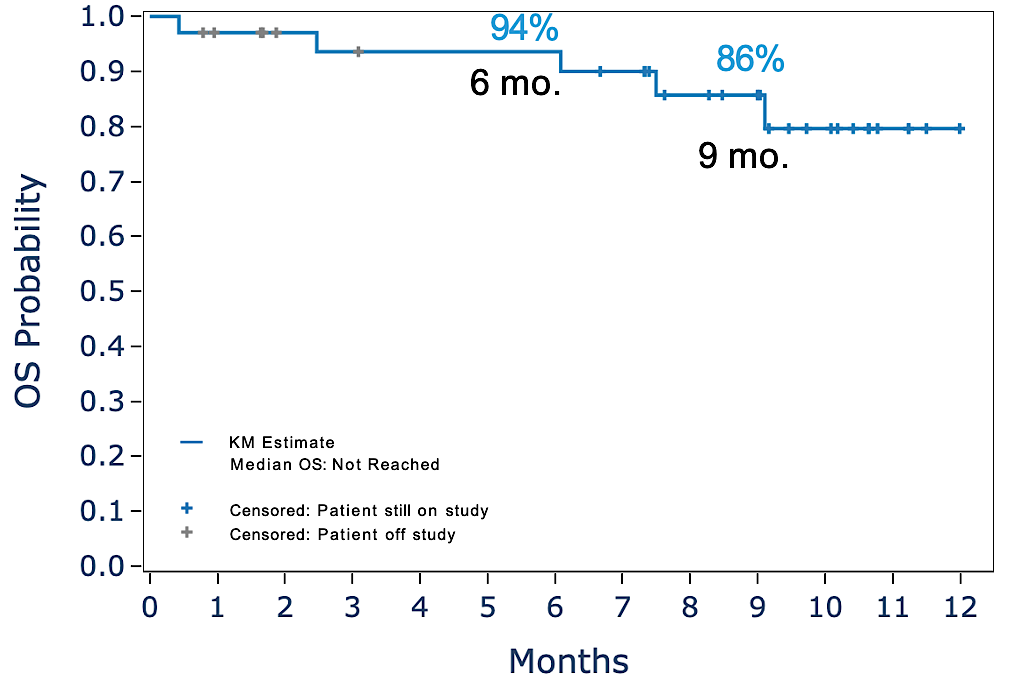 1.0
0.9
0.8
0.7
0.6
0.5
0.4
0.3
0.2
0.1
0.0
OS Probability
94%
6 mo.
86%
9 mo.
KM Estimate
Median OS: Not Reached
Censored: Patient still on study
Censored: Patient off study
0 1 2 3 4 5 6 7 8 9 10 11 12
Months